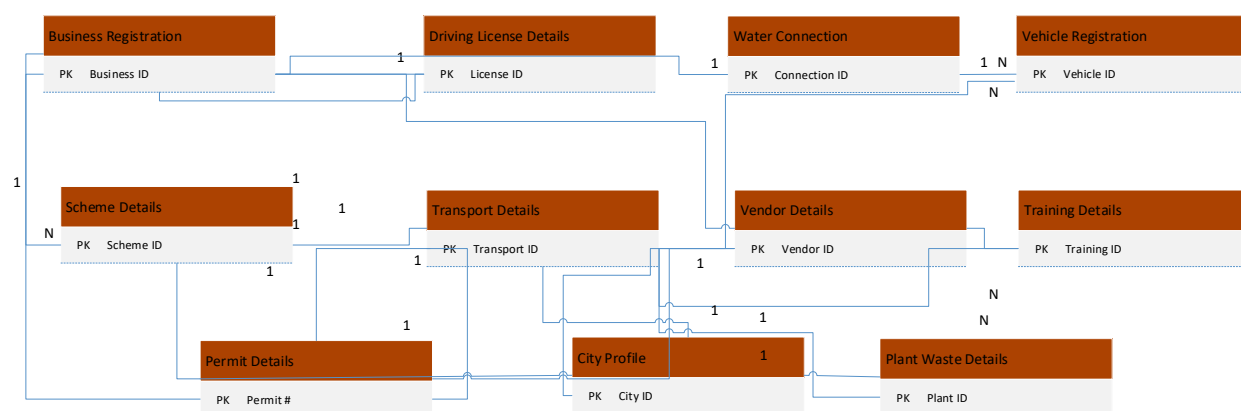 Business Registration
PK Business ID
Driving License Details
PK License ID
Water Connection
PK Connection ID
Vehicle Registration
PK Vehicle ID
1
1
1 N
N
1
N
Scheme Details
PK Scheme ID
1
1
1
1
Transport Details
PK Transport ID
1
Vendor Details
PK Vendor ID
1
Training Details
PK Training ID
N
N
1
1
1
Permit Details
PK Permit #
City Profile
1
PK City ID
Plant Waste Details
PK Plant ID